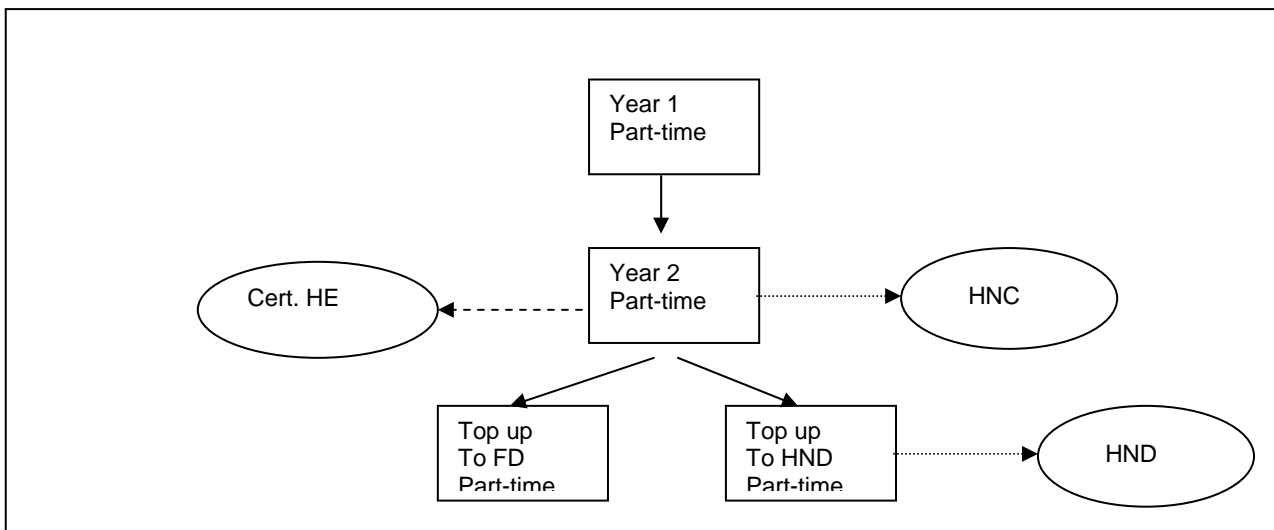 Year 1
Part-time
Cert. HE
Year 2
Part-time
HNC
Top up
To FD
Part-time
Top up
To HND
Part-time
HND